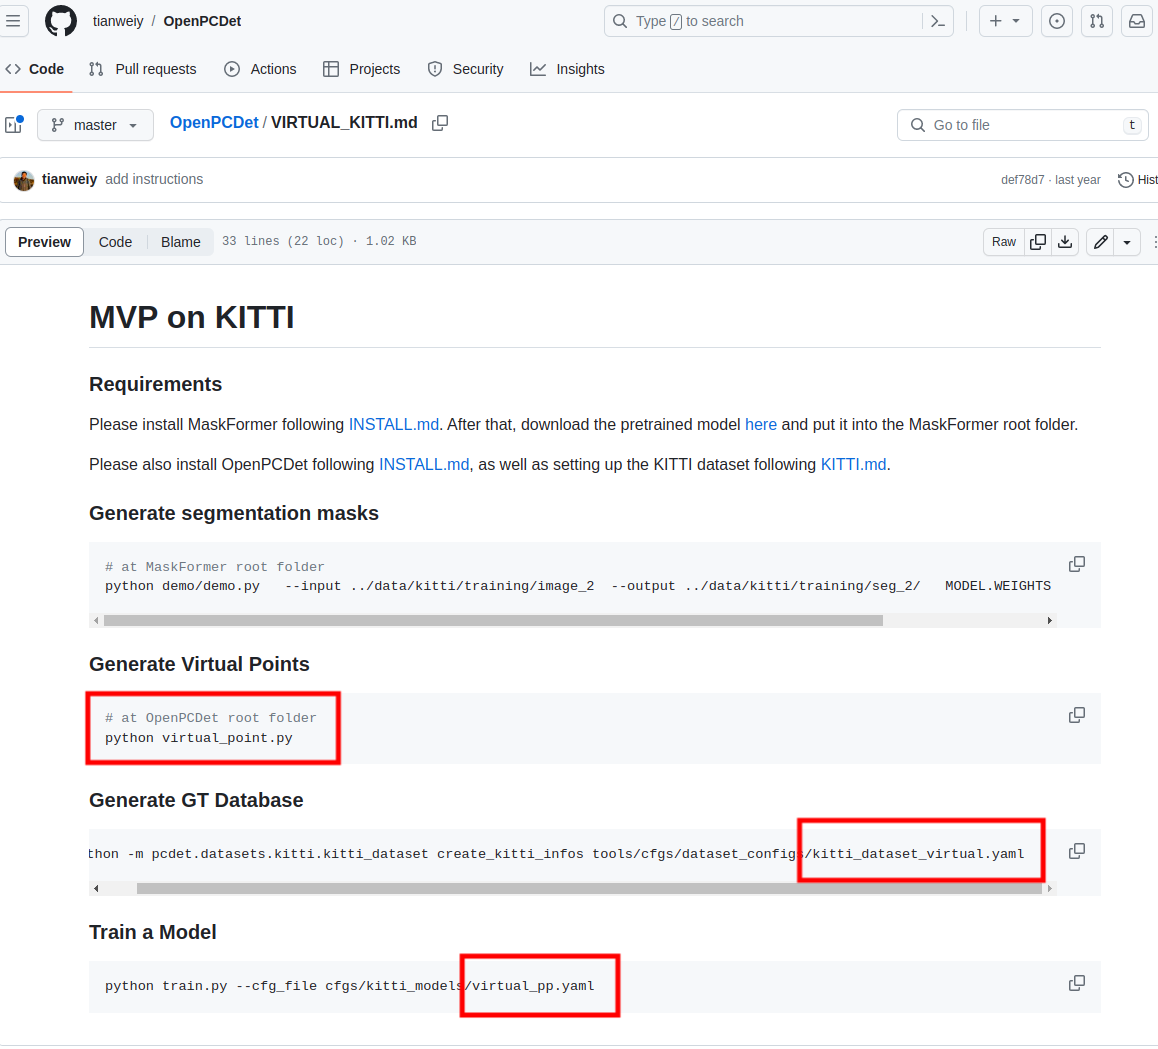 tianweiy / OpenPCDet
Type / to search
Code Pull requests Actions Projects Security Insights
master OpenPCDet / VIRTUAL_KITTI.md Go to file t
tianweiy add instructions def78d7 · last year Hist
Preview Code Blame 33 lines (22 loc) · 1.02 KB Raw
MVP on KITTI
Requirements
Please install MaskFormer following INSTALL.md. After that, download the pretrained model here and put it into the MaskFormer root folder.
Please also install OpenPCDet following INSTALL.md, as well as setting up the KITTI dataset following KITTI.md.
Generate segmentation masks
# at MaskFormer root folder
python demo/demo.py   --input ../data/kitti/training/image_2  --output ../data/kitti/training/seg_2/   MODEL.WEIGHTS
Generate Virtual Points
# at OpenPCDet root folder
python virtual_point.py
Generate GT Database
thon -m pcdet.datasets.kitti.kitti_dataset create_kitti_infos tools/cfgs/dataset_configs/kitti_dataset_virtual.yaml
Train a Model
python train.py --cfg_file cfgs/kitti_models/virtual_pp.yaml